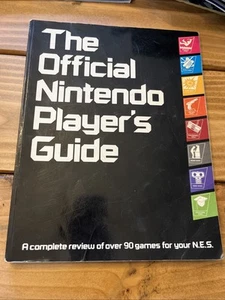 The
Official
Nintendo
Player's
Guide
A complete review of over 90 games for your N.E.S.